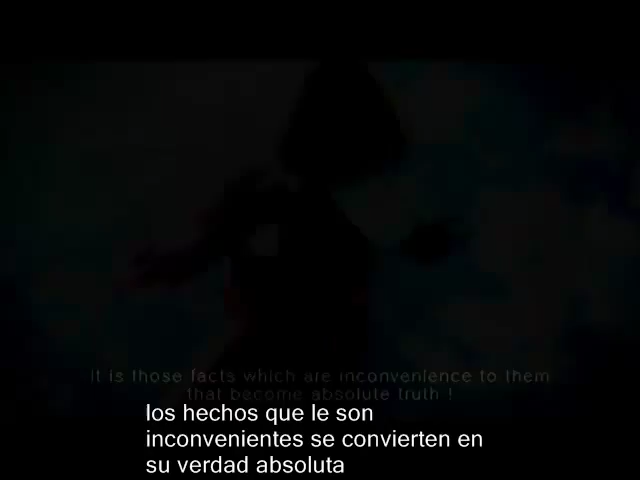 It is those facts which are inconvenience to them
that become absolute truth !
los hechos que le son
inconvenientes se convierten en
su verdad absoluta